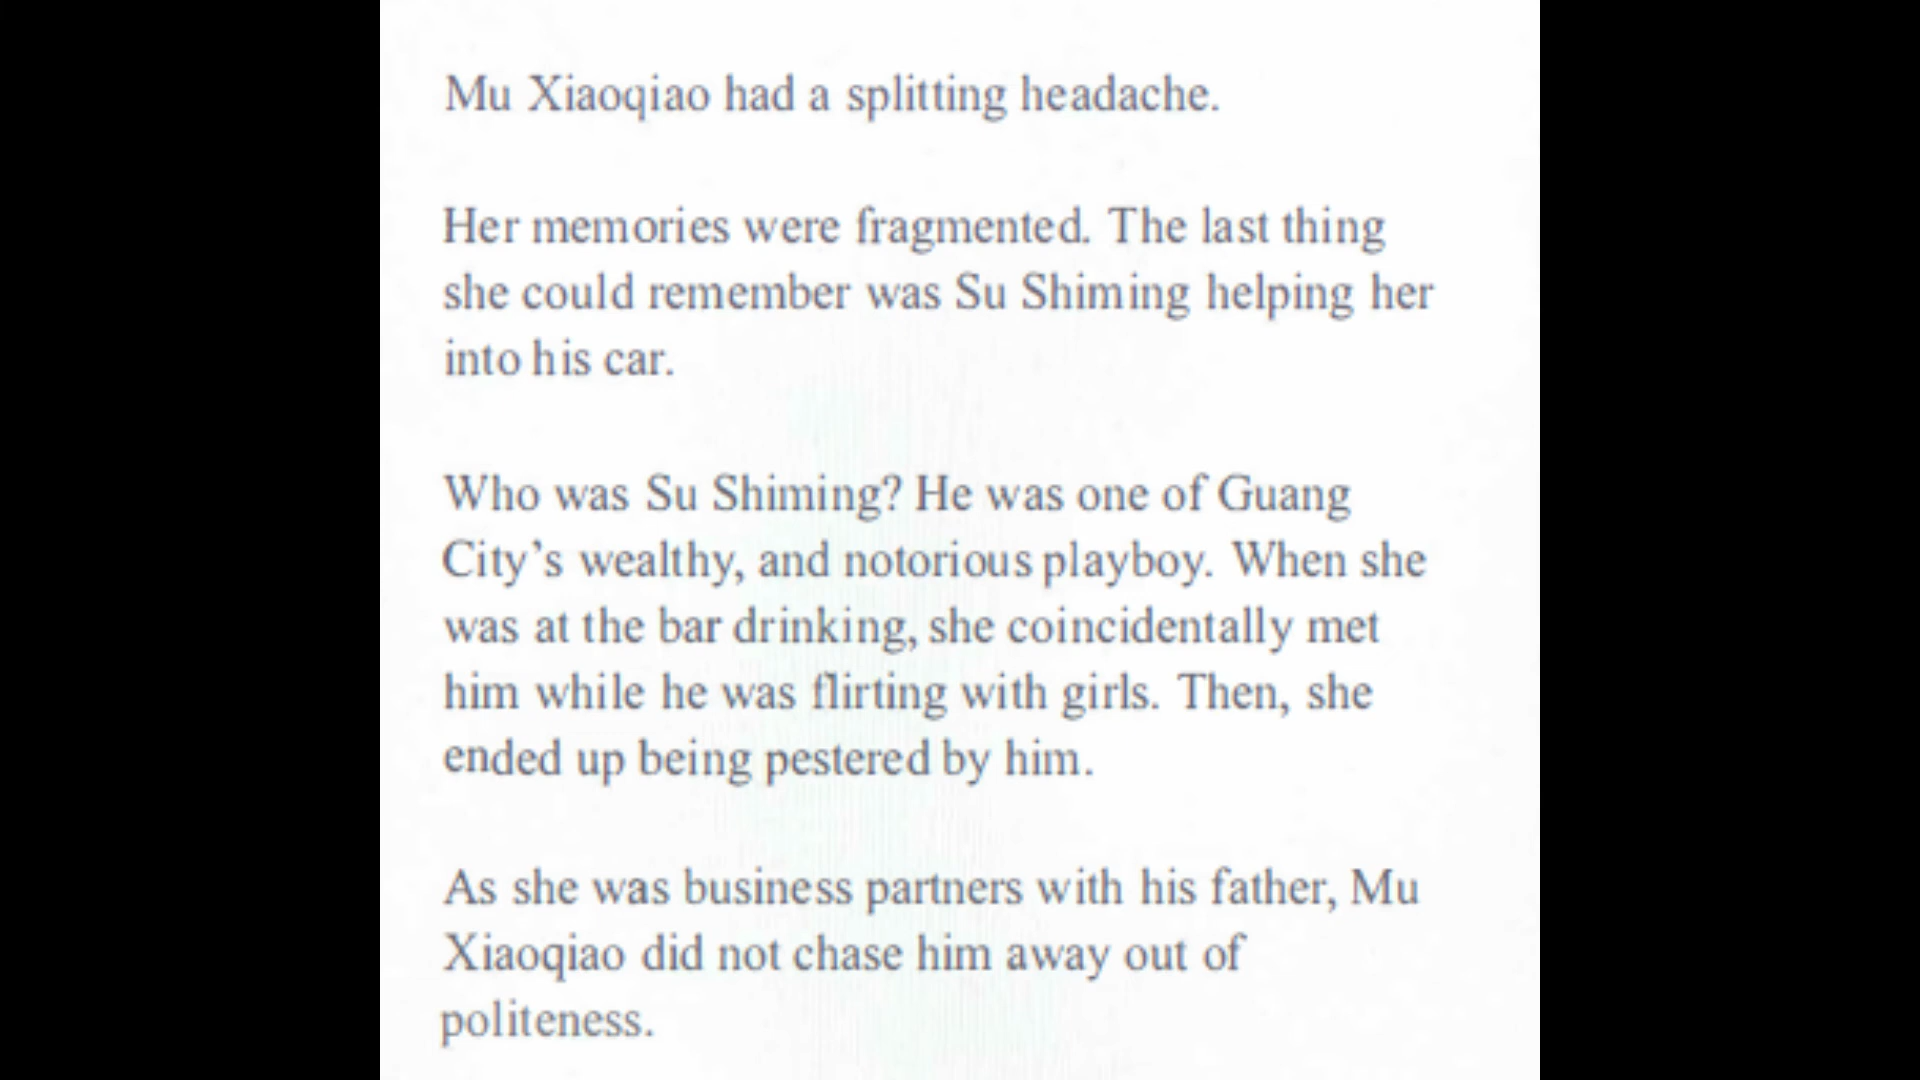 Mu Xiaoqiao had a splitting headache.
Her memories were fragmented. The last thing
she could remember was Su Shiming helping her
into his car.
Who was Su Shiming? He was one of Guang
City’s wealthy, and notorious playboy. When she
was at the bar drinking, she coincidentally met
him while he was flirting with girls. Then, she
ended up being pestered by him.
As she was business partners with his father, Mu
Xiaoqiao did not chase him away out of
politeness.